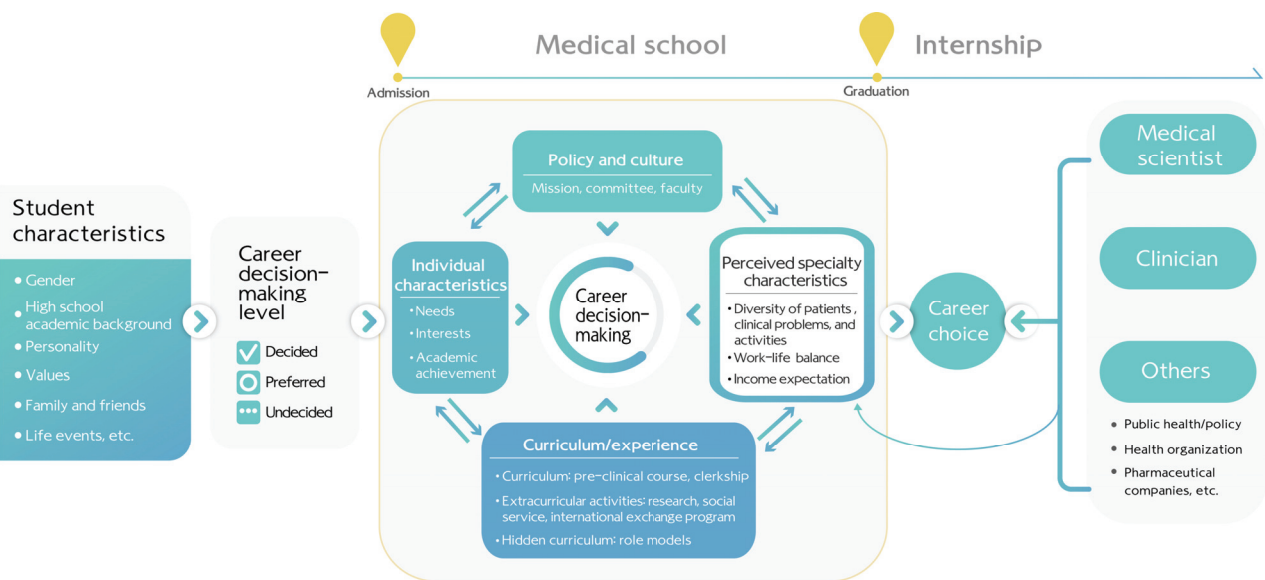 Medical school
Internship
Admission
Graduation
Student
characteristics
• Gender
• High school
academic background
• Personality
• Values
• Family and friends
• Life events, etc.
Career
decision-
making
level
Decided
Preferred
Undecided
Policy and culture
Mission, committee, faculty
Individual
characteristics
• Needs
• Interests
• Academic
achievement
Career
decision-
making
Perceived specialty
characteristics
• Diversity of patients,
clinical problems, and
activities
• Work-life balance
• Income expectation
Curriculum/experience
• Curriculum: pre-clinical course, clerkship
• Extracurricular activities: research, social
service, international exchange program
• Hidden curriculum: role models
Career
choice
Medical
scientist
Clinician
Others
• Public health/policy
• Health organization
• Pharmaceutical
companies, etc.